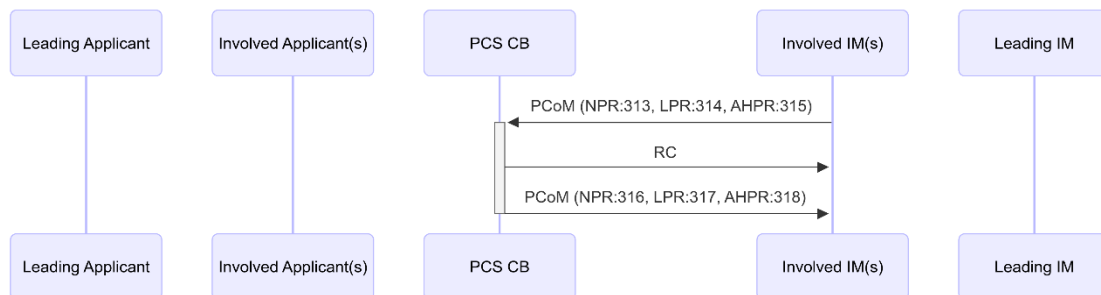 Leading Applicant
Involved Applicant(s)
PCS CB
Involved IM(s)
Leading IM
PCoM (NPR:313, LPR:314, AHPR:315)
RC
PCoM (NPR:316, LPR:317, AHPR:318)
Leading Applicant
Involved Applicant(s)
PCS CB
Involved IM(s)
Leading IM